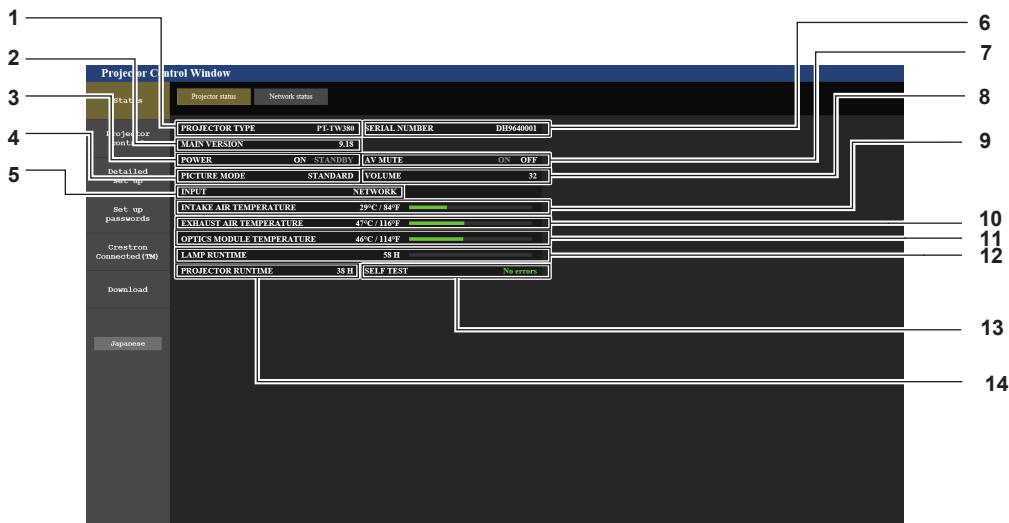 1
2
3
4
5
6
7
8
9
10
11
12
13
14
Projector Control Window
Status
Projector status
Network status
Projector control
Detailed set up
Set up passwords
Crestron Connected(TM)
Download
Japanese
PROJECTOR TYPE PT-TW380 SERIAL NUMBER DH9640001
MAIN VERSION 9.18
POWER ON STANDBY AV MUTE ON OFF
PICTURE MODE STANDARD VOLUME 32
INPUT NETWORK
INTAKE AIR TEMPERATURE 29°C / 84°F
EXHAUST AIR TEMPERATURE 47°C / 116°F
OPTICS MODULE TEMPERATURE 46°C / 114°F
LAMP RUNTIME 58 H
PROJECTOR RUNTIME 38 H SELF TEST No errors